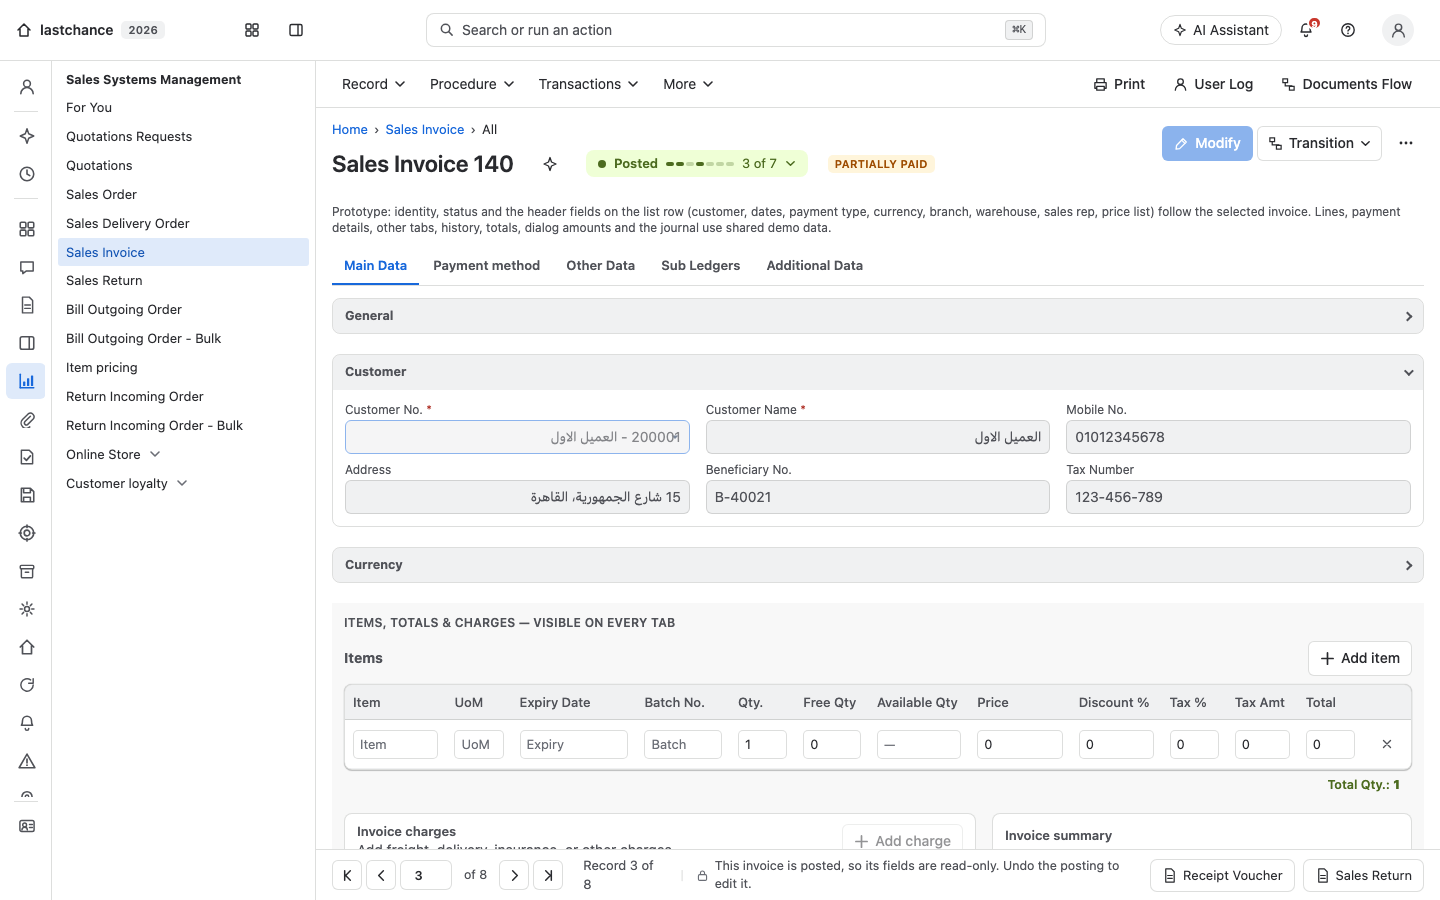 lastchance 2026
Search or run an action ⌘K
AI Assistant 9
Sales Systems Management
For You
Quotations Requests
Quotations
Sales Order
Sales Delivery Order
Sales Invoice
Sales Return
Bill Outgoing Order
Bill Outgoing Order - Bulk
Item pricing
Return Incoming Order
Return Incoming Order - Bulk
Online Store
Customer loyalty
Record Procedure Transactions More Print User Log Documents Flow
Home › Sales Invoice › All
Sales Invoice 140 Posted 3 of 7 PARTIALLY PAID Modify Transition
Prototype: identity, status and the header fields on the list row (customer, dates, payment type, currency, branch, warehouse, sales rep, price list) follow the selected invoice. Lines, payment
details, other tabs, history, totals, dialog amounts and the journal use shared demo data.
Main Data Payment method Other Data Sub Ledgers Additional Data
General
Customer
Customer No. * Customer Name * Mobile No.
200001 - العميل الاول العميل الاول 01012345678
Address Beneficiary No. Tax Number
15 شارع الجمهورية، القاهرة B-40021 123-456-789
Currency
ITEMS, TOTALS & CHARGES — VISIBLE ON EVERY TAB
Items Add item
Item UoM Expiry Date Batch No. Qty. Free Qty Available Qty Price Discount % Tax % Tax Amt Total
Item UoM Expiry Batch 1 0 — 0 0 0 0 0
Total Qty.: 1
Invoice charges Add charge Invoice summary
Add freight, delivery, insurance, or other charges
3 of 8 Record 3 of
8
This invoice is posted, so its fields are read-only. Undo the posting to
edit it.
Receipt Voucher Sales Return